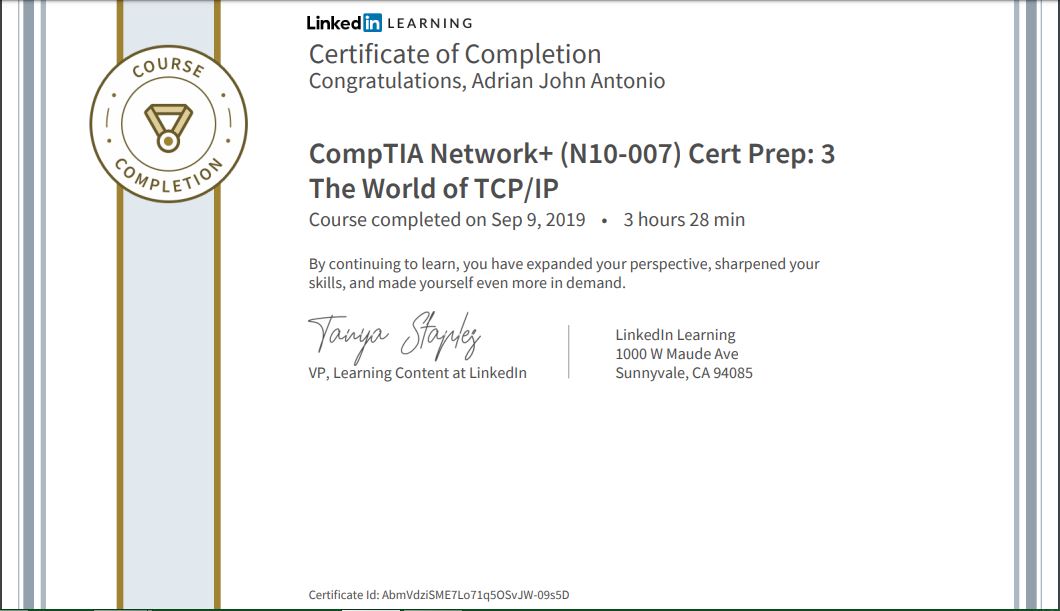 COURSE
COMPLETION
Linked in LEARNING
Certificate of Completion
Congratulations, Adrian John Antonio
CompTIA Network+ (N10-007) Cert Prep: 3
The World of TCP/IP
Course completed on Sep 9, 2019 • 3 hours 28 min
By continuing to learn, you have expanded your perspective, sharpened your
skills, and made yourself even more in demand.
Tanya Staples
VP, Learning Content at LinkedIn
LinkedIn Learning
1000 W Maude Ave
Sunnyvale, CA 94085
Certificate Id: AbmVdziSME7Lo71q5OSvJW-09s5D